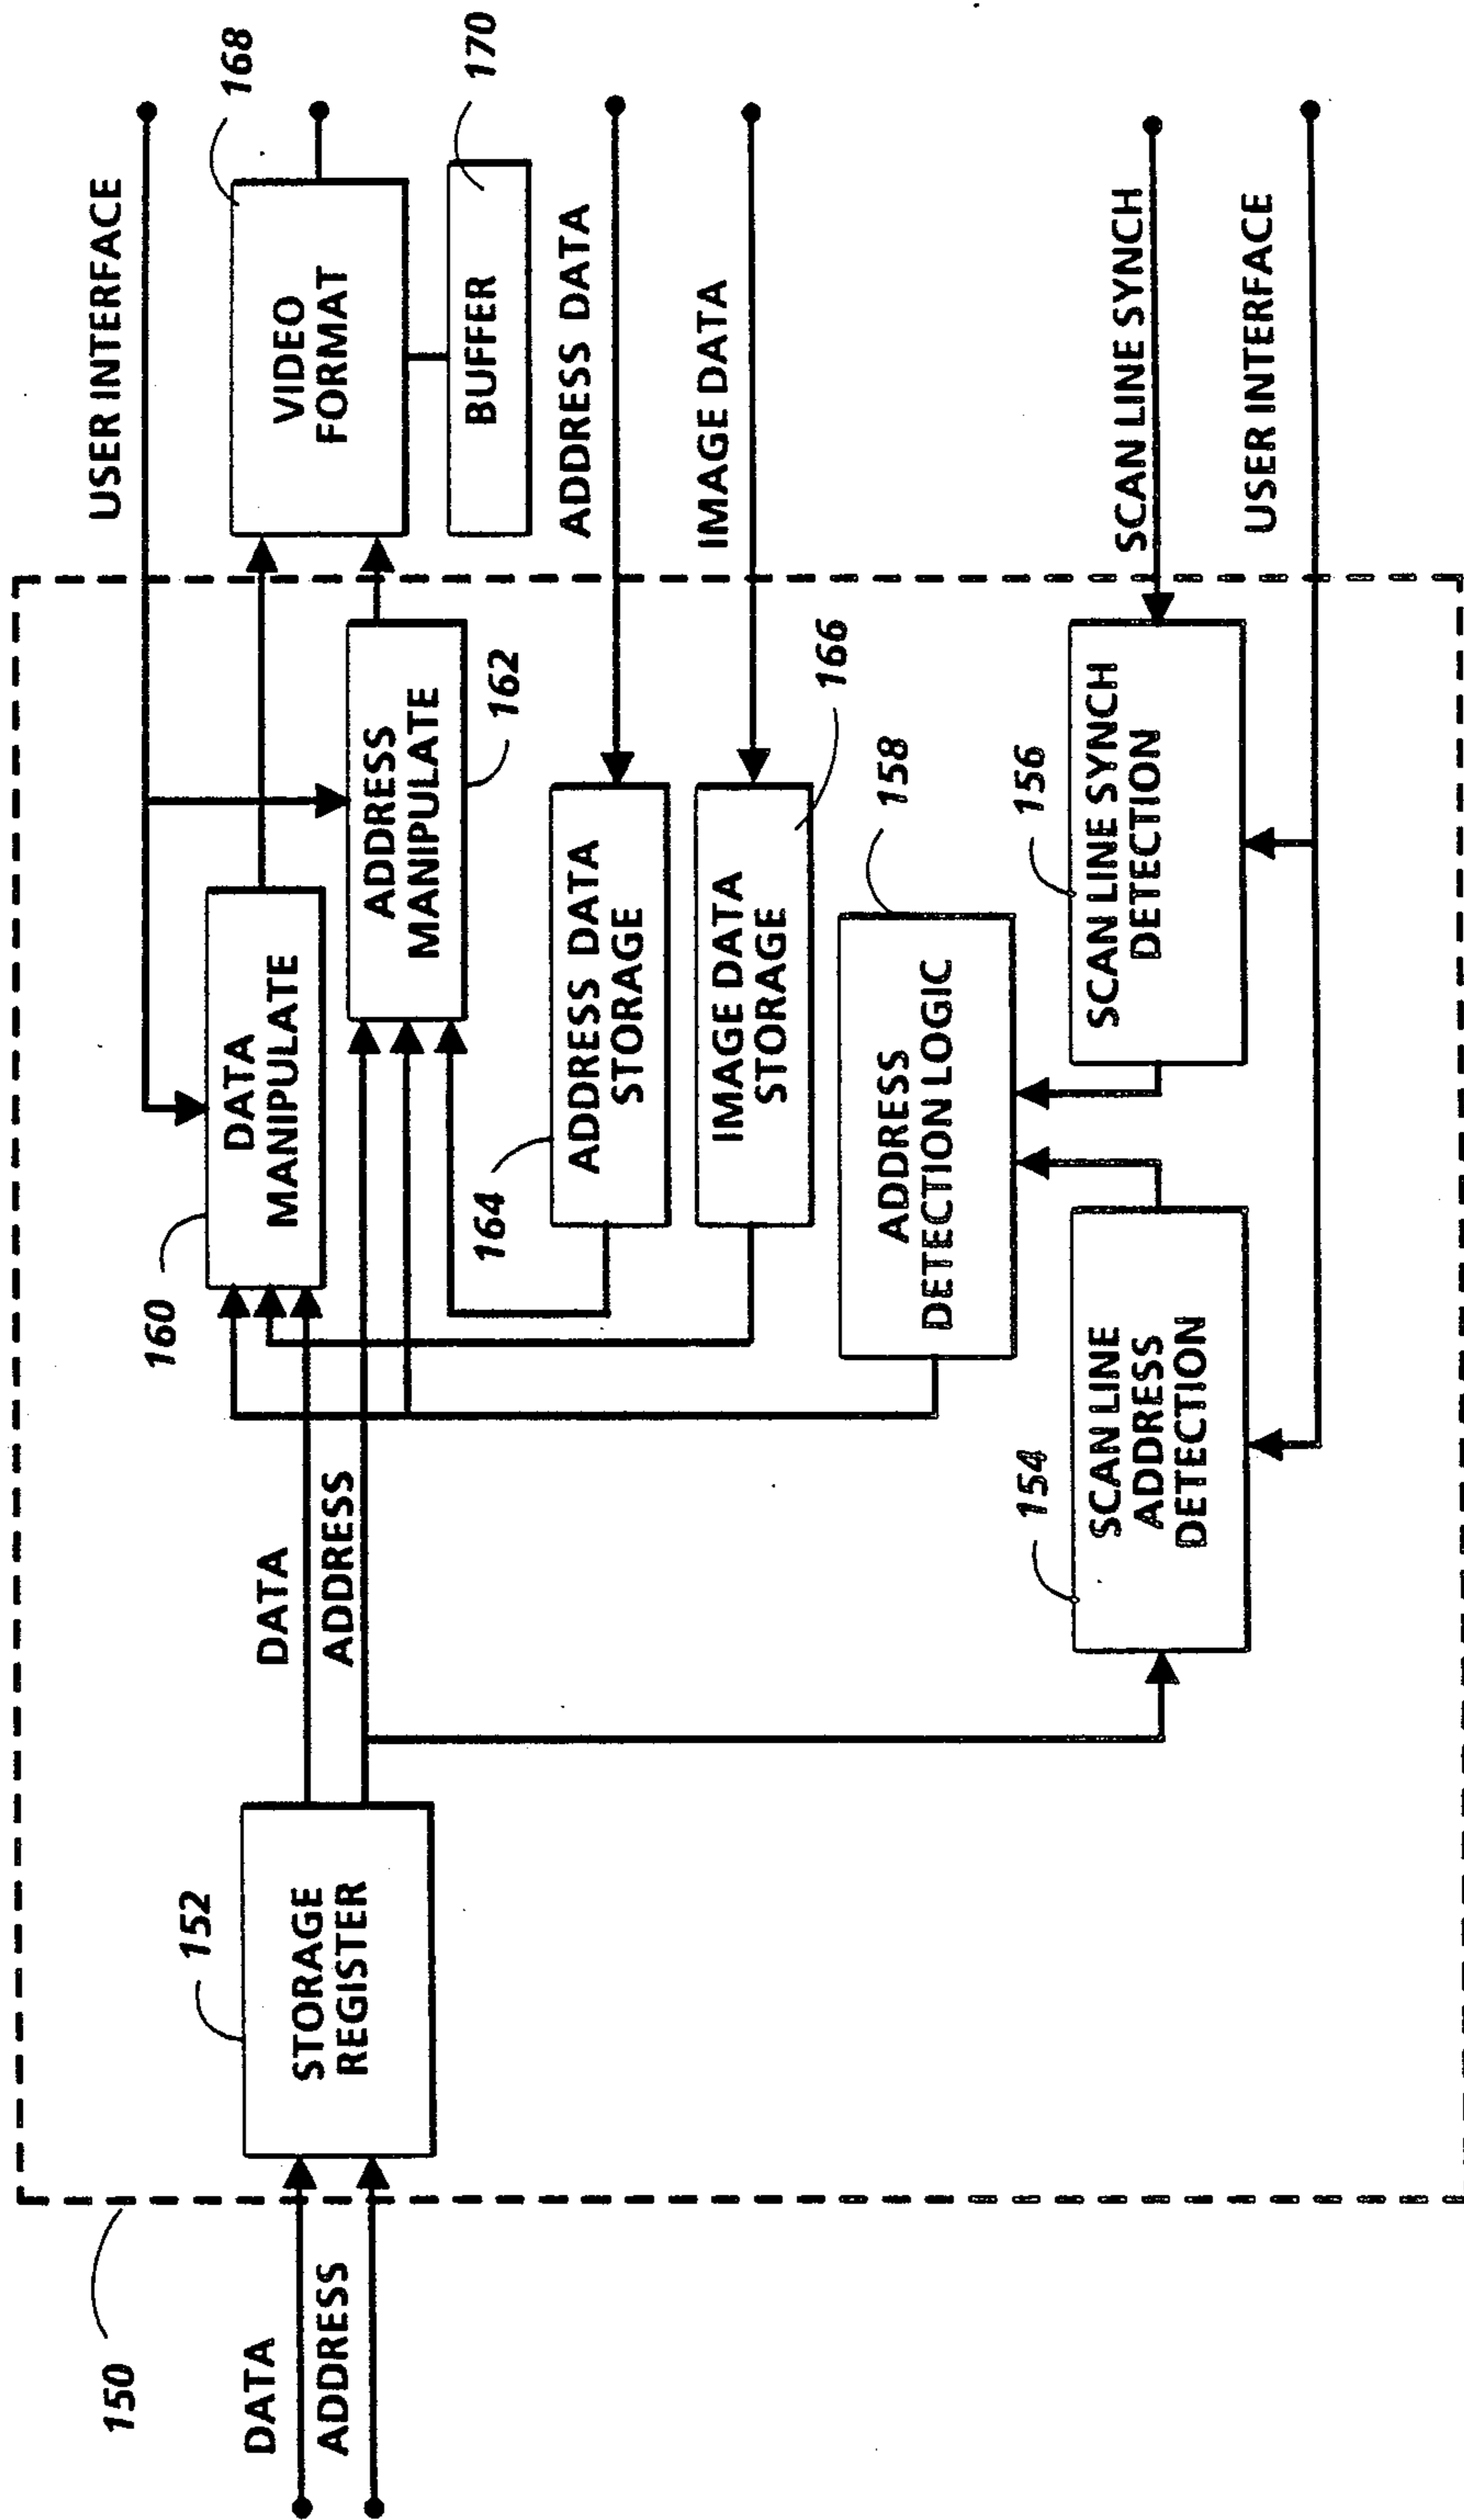 150
DATA
ADDRESS
152
STORAGE
REGISTER
DATA
ADDRESS
160
DATA
MANIPULATE
USER INTERFACE
ADDRESS
MANIPULATE
162
VIDEO
FORMAT
168
BUFFER
170
164
ADDRESS DATA
STORAGE
ADDRESS DATA
IMAGE DATA
STORAGE
166
IMAGE DATA
158
ADDRESS
DETECTION LOGIC
154
SCAN LINE
ADDRESS
DETECTION
156
SCAN LINE SYNCH
DETECTION
SCAN LINE SYNCH
USER INTERFACE